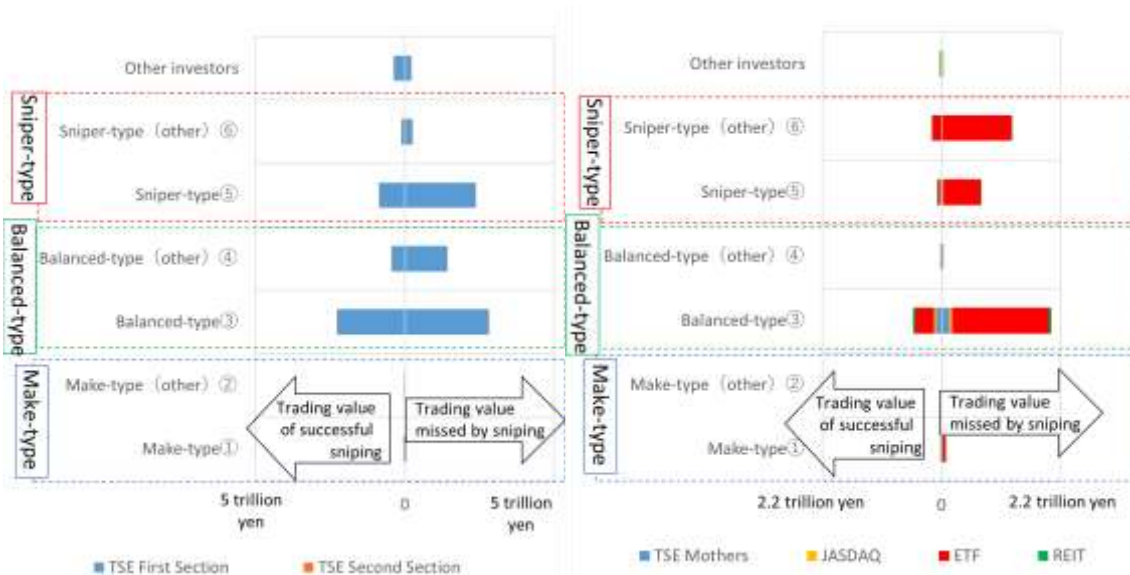 Other investors
Sniper-type（other）⑥
Sniper-type⑤
Balanced-type（other）④
Balanced-type③
Make-type（other）②
Make-type①
Sniper-type
Balanced-type
Make-type
Trading value
of successful
sniping
Trading value
missed by sniping
5 trillion
yen
0
5 trillion
yen
TSE First Section
TSE Second Section
Other investors
Sniper-type（other）⑥
Sniper-type⑤
Balanced-type（other）④
Balanced-type③
Make-type（other）②
Make-type①
Sniper-type
Balanced-type
Make-type
Trading value
of successful
sniping
Trading value
missed by sniping
2.2 trillion yen
0
2.2 trillion yen
TSE Mothers
JASDAQ
ETF
REIT